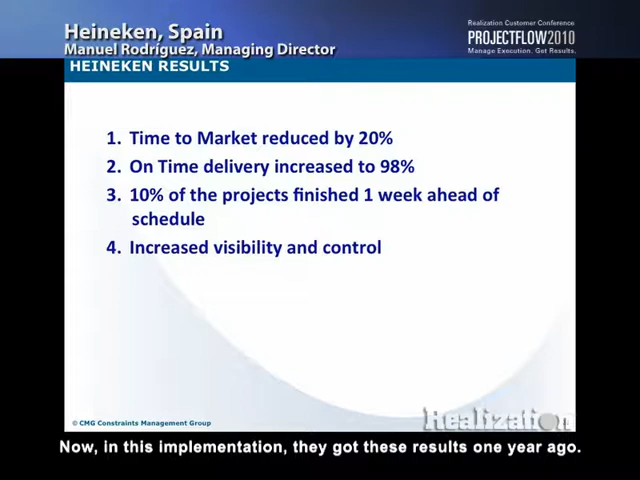 Heineken, Spain
Manuel Rodríguez, Managing Director
Realization Customer Conference
PROJECTFLOW2010
Manage Execution. Get Results.
HEINEKEN RESULTS
1. Time to Market reduced by 20%
2. On Time delivery increased to 98%
3. 10% of the projects finished 1 week ahead of
schedule
4. Increased visibility and control
© CMG Constraints Management Group
Realization
Now, in this implementation, they got these results one year ago.